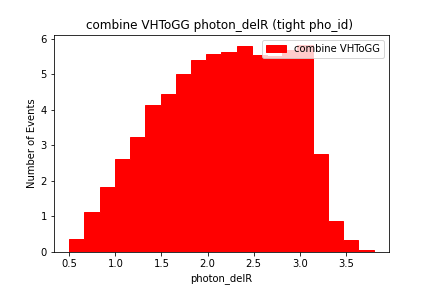 combine VHToGG photon_delR (tight pho_id)
combine VHToGG
Number of Events
6
5
4
3
2
1
0
0.5 1.0 1.5 2.0 2.5 3.0 3.5
photon_delR